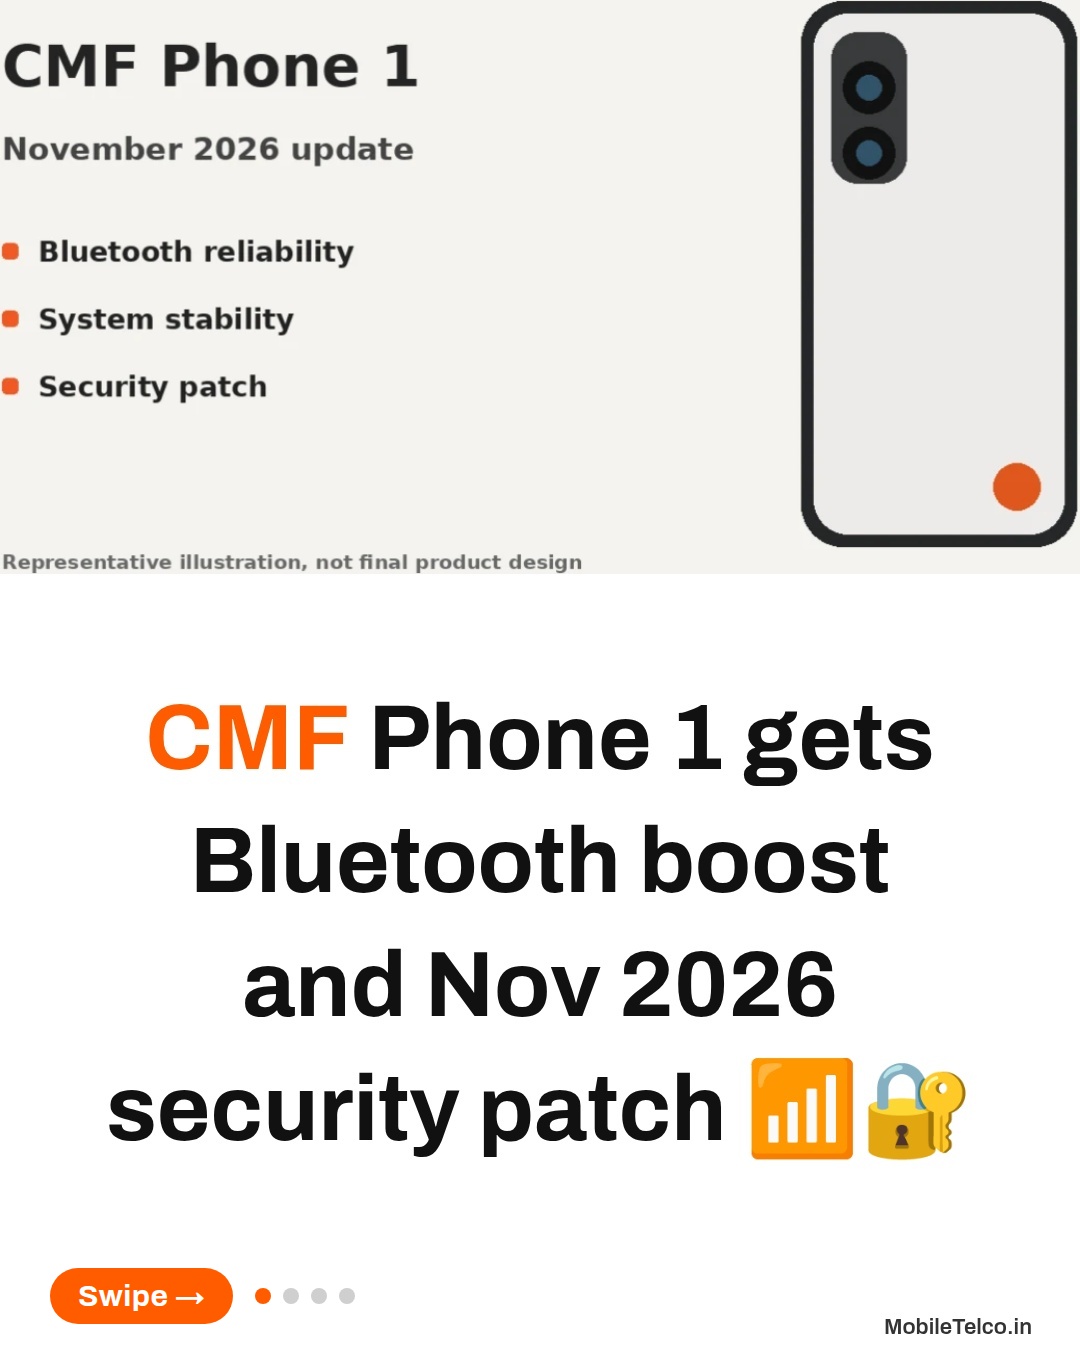 CMF Phone 1
November 2026 update
Bluetooth reliability
System stability
Security patch
Representative illustration, not final product design
CMF Phone 1 gets
Bluetooth boost
and Nov 2026
security patch 📶🔐
Swipe →
MobileTelco.in